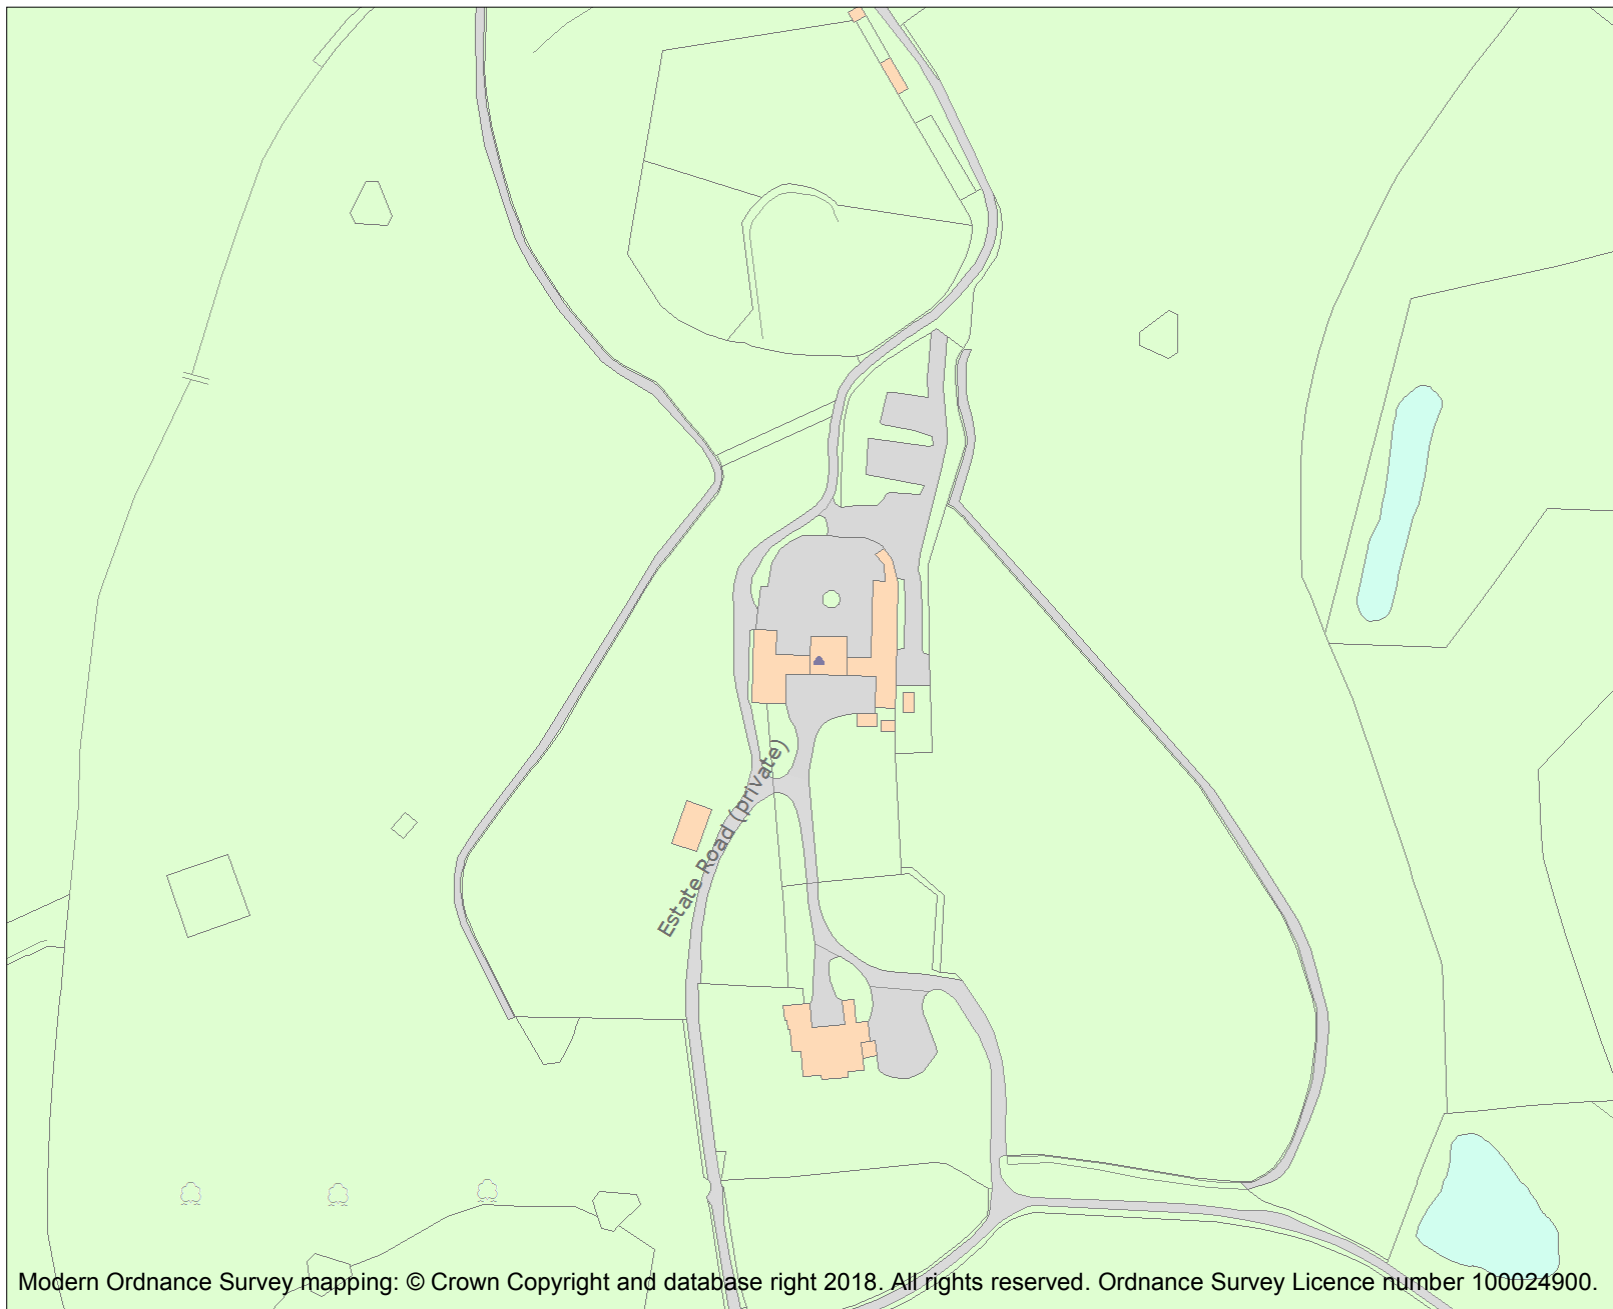 Estate Road (private)
Modern Ordnance Survey mapping: © Crown Copyright and database right 2018. All rights reserved. Ordnance Survey Licence number 100024900.